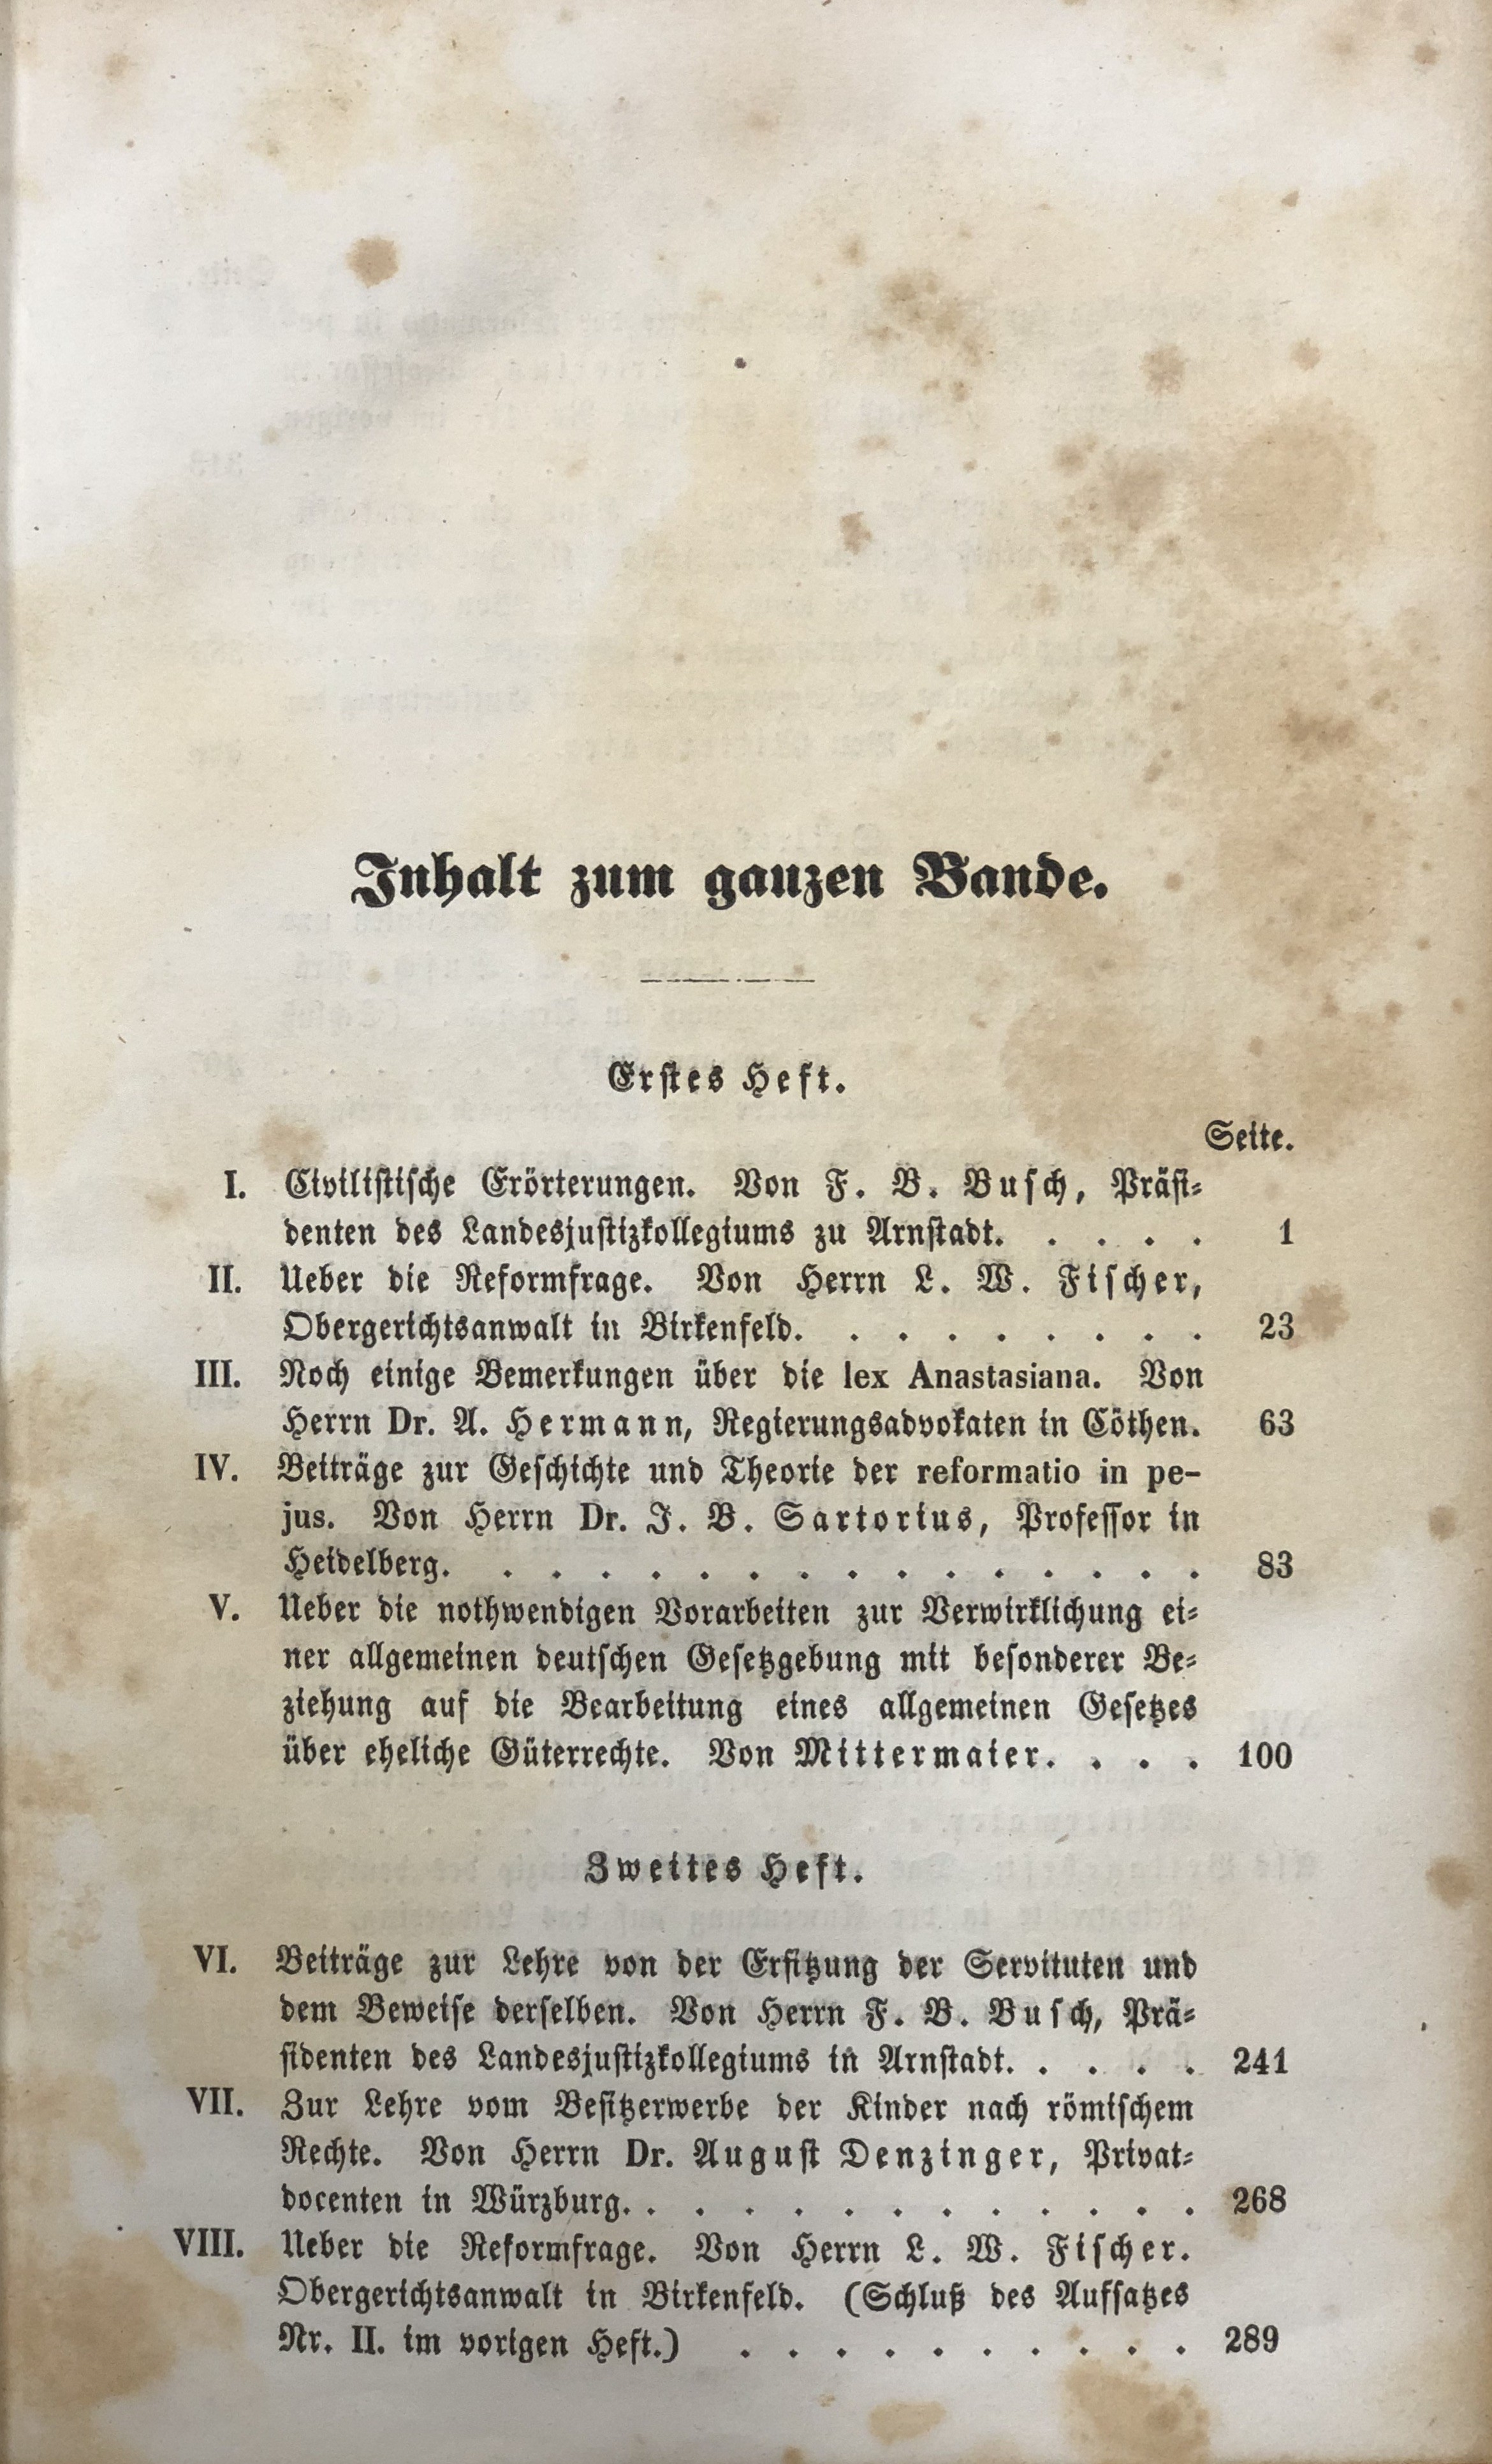 Inhalt zum ganzen Bande.
Erstes Heft.
Seite.
I. Civilistische Erörterungen. Von F. B. Busch, Präsi-
denten des Landesjustizkollegiums zu Arnstadt. . . . . 1
II. Ueber die Reformfrage. Von Herrn L. W. Fischer,
Obergerichtsanwalt in Birkenfeld. . . . . . . . . 23
III. Noch einige Bemerkungen über die lex Anastasiana. Von
Herrn Dr. A. Hermann, Regierungsadvokaten in Cöthen. 63
IV. Beiträge zur Geschichte und Theorie der reformatio in pe-
jus. Von Herrn Dr. J. B. Sartorius, Professor in
Heidelberg. . . . . . . . . . . . . . . . 83
V. Ueber die nothwendigen Vorarbeiten zur Verwirklichung ei-
ner allgemeinen deutschen Gesetzgebung mit besonderer Be-
ziehung auf die Bearbeitung eines allgemeinen Gesetzes
über eheliche Güterrechte. Von Mittermaier. . . . 100
Zweites Heft.
VI. Beiträge zur Lehre von der Ersitzung der Servituten und
dem Beweise derselben. Von Herrn F. B. Busch, Prä-
sidenten des Landesjustizkollegiums in Arnstadt. . . . . 241
VII. Zur Lehre vom Besitzerwerbe der Kinder nach römischem
Rechte. Von Herrn Dr. August Denzinger, Privat-
docenten in Würzburg. . . . . . . . . . . . . 268
VIII. Ueber die Reformfrage. Von Herrn L. W. Fischer.
Obergerichtsanwalt in Birkenfeld. (Schluß des Aufsatzes
Nr. II. im vorigen Heft.) . . . . . . . . . . 289